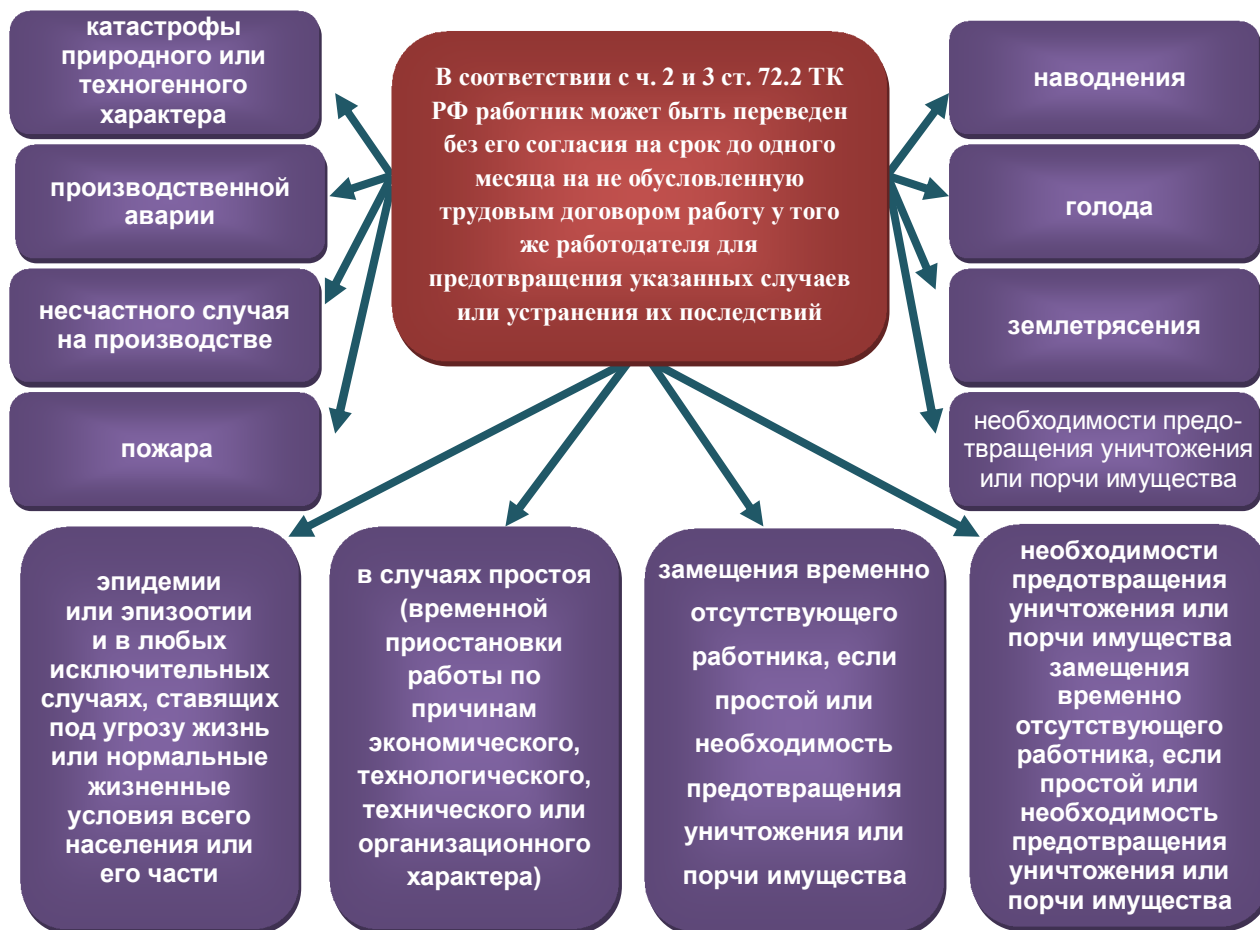 катастрофы
природного или
техногенного
характера
производственной
аварии
несчастного случая
на производстве
пожара
В соответствии с ч. 2 и 3 ст. 72.2 ТК
РФ работник может быть переведен
без его согласия на срок до одного
месяца на не обусловленную
трудовым договором работу у того
же работодателя для
предотвращения указанных случаев
или устранения их последствий
наводнения
голода
землетрясения
необходимости предо-
твращения уничтожения
или порчи имущества
эпидемии
или эпизоотии
и в любых
исключительных
случаях, ставящих
под угрозу жизнь
или нормальные
жизненные
условия всего
населения или
его части
в случаях простоя
(временной
приостановки
работы по
причинам
экономического,
технологического,
технического или
организационного
характера)
замещения временно
отсутствующего
работника, если
простой или
необходимость
предотвращения
уничтожения или
порчи имущества
необходимости
предотвращения
уничтожения или
порчи имущества
замещения
временно
отсутствующего
работника, если
простой или
необходимость
предотвращения
уничтожения или
порчи имущества